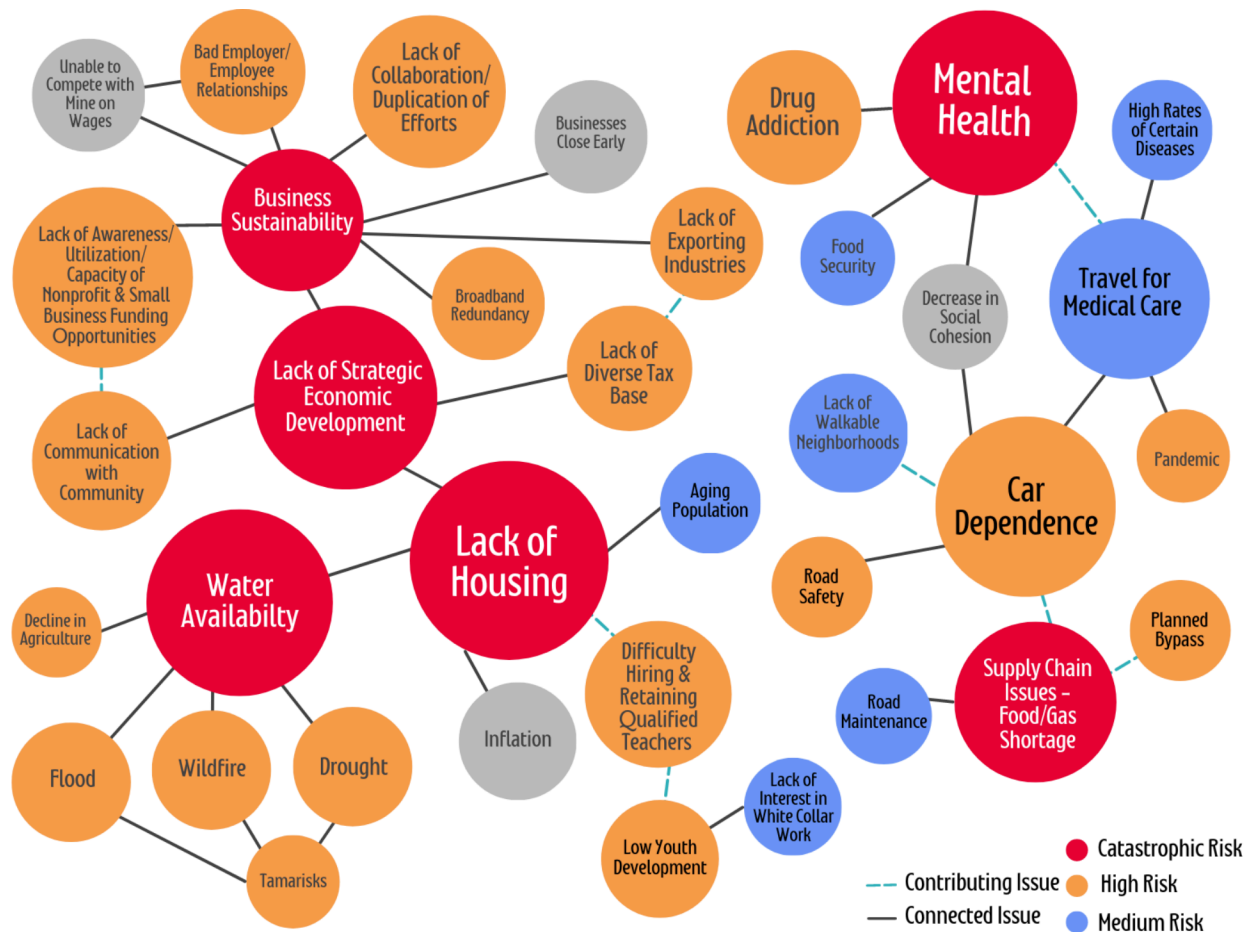 Unable to
Compete with
Mine on
Wages
Bad Employer/
Employee
Relationships
Lack of
Collaboration/
Duplication of
Efforts
Businesses
Close Early
Business
Sustainability
Lack of Awareness/
Utilization/
Capacity of
Nonprofit & Small
Business Funding
Opportunities
Lack of
Exporting
Industries
Broadband
Redundancy
Lack of
Diverse Tax
Base
Lack of Strategic
Economic
Development
Lack of
Communication
with
Community
Lack of
Housing
Aging
Population
Water
Availabilty
Decline in
Agriculture
Flood
Wildfire
Drought
Tamarisks
Inflation
Difficulty
Hiring &
Retaining
Qualified
Teachers
Low Youth
Development
Lack of
Interest in
White Collar
Work
Mental
Health
Drug
Addiction
High Rates
of Certain
Diseases
Food
Security
Decrease in
Social
Cohesion
Travel for
Medical Care
Lack of
Walkable
Neighborhoods
Pandemic
Car
Dependence
Road
Safety
Planned
Bypass
Supply Chain
Issues –
Food/Gas
Shortage
Road
Maintenance
Catastrophic Risk
Contributing Issue
High Risk
Connected Issue
Medium Risk